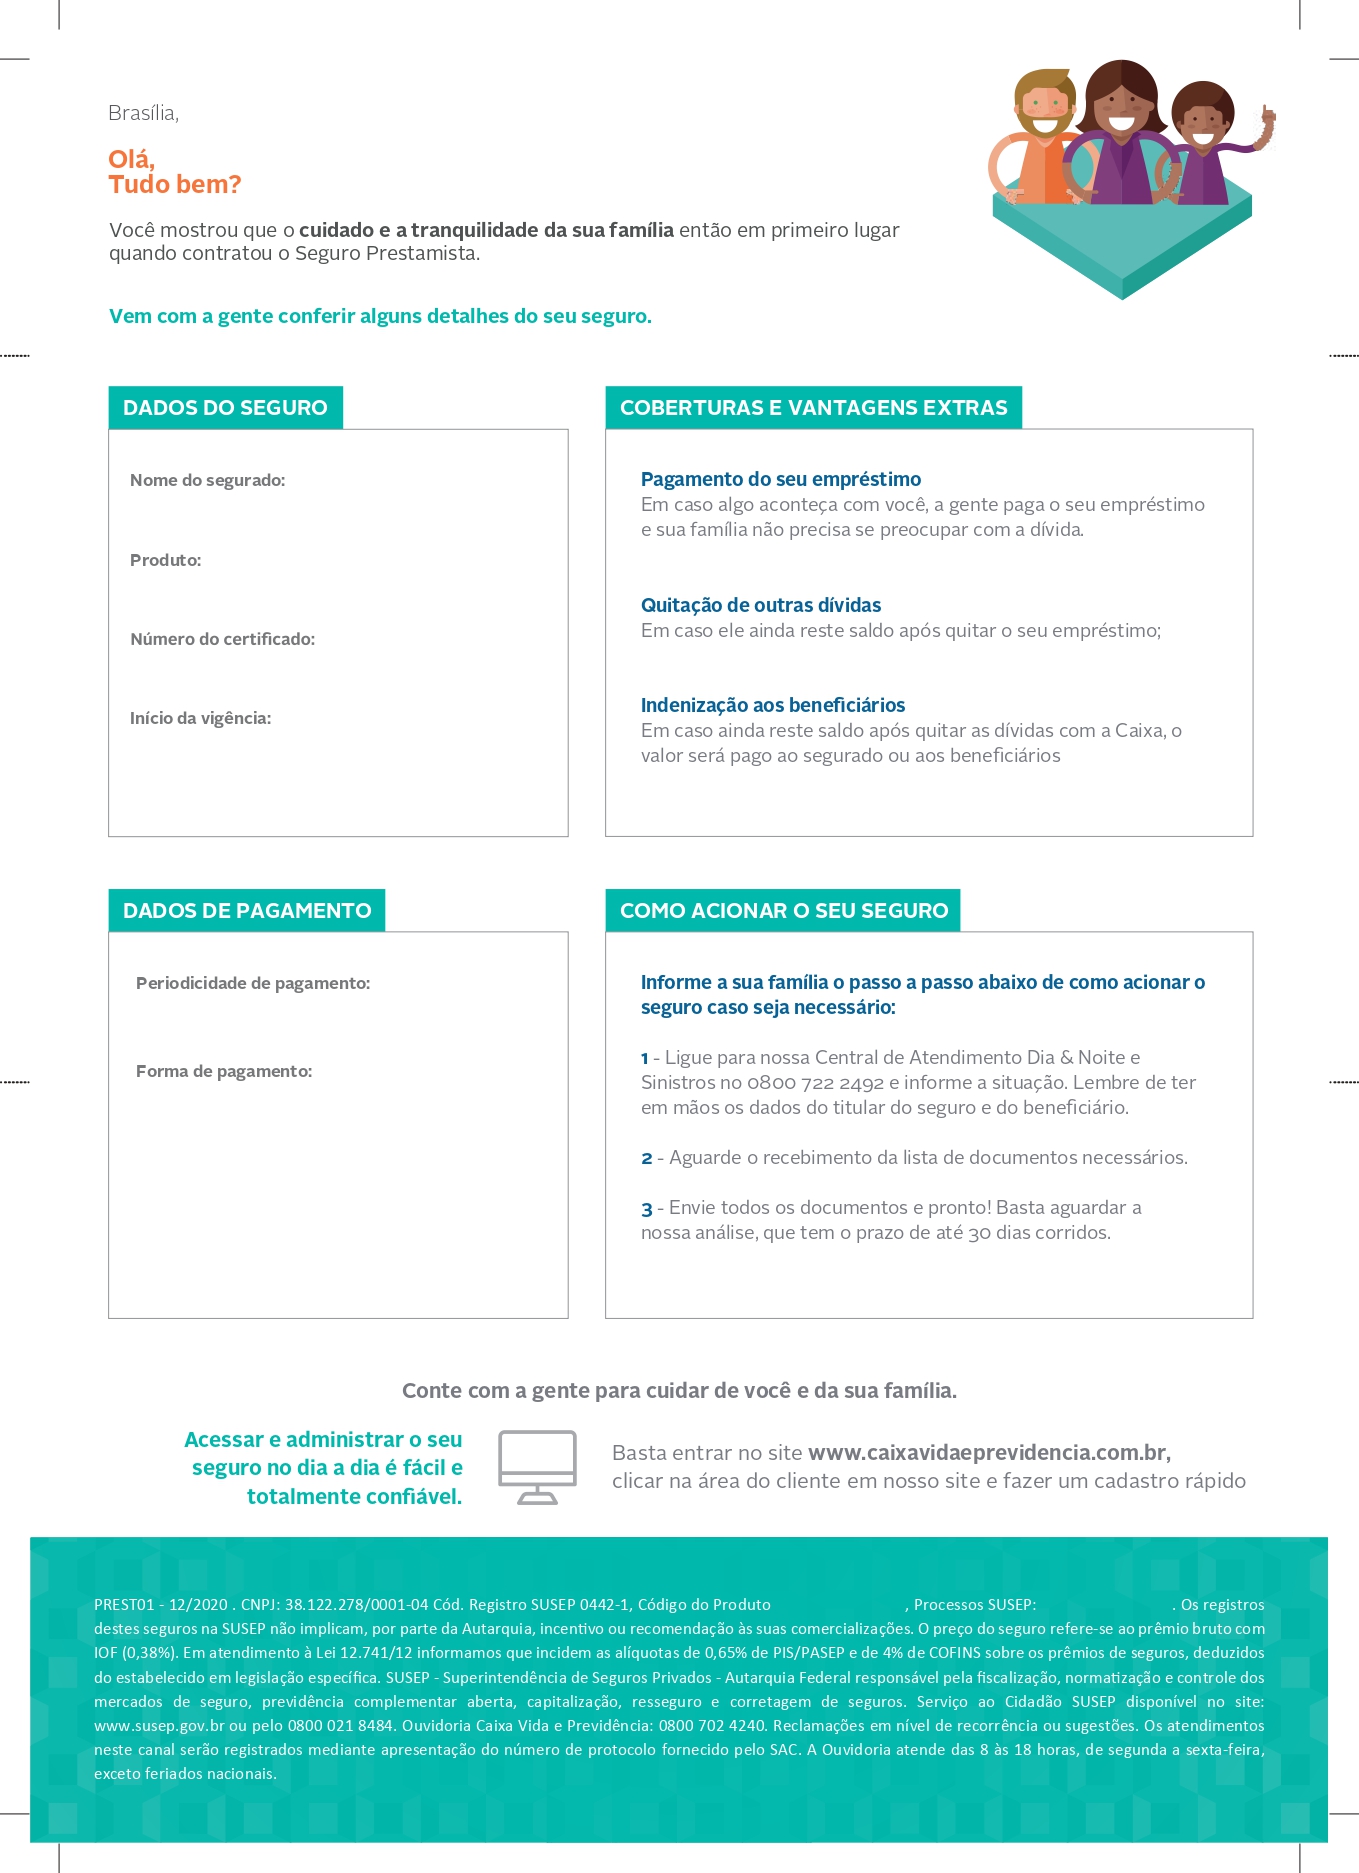 Brasília,
Olá,
Tudo bem?
Você mostrou que o cuidado e a tranquilidade da sua família então em primeiro lugar
quando contratou o Seguro Prestamista.
Vem com a gente conferir alguns detalhes do seu seguro.
DADOS DO SEGURO
Nome do segurado:
Produto:
Número do certificado:
Início da vigência:
COBERTURAS E VANTAGENS EXTRAS
Pagamento do seu empréstimo
Em caso algo aconteça com você, a gente paga o seu empréstimo
e sua família não precisa se preocupar com a dívida.
Quitação de outras dívidas
Em caso ele ainda reste saldo após quitar o seu empréstimo;
Indenização aos beneficiários
Em caso ainda reste saldo após quitar as dívidas com a Caixa, o
valor será pago ao segurado ou aos beneficiários
DADOS DE PAGAMENTO
Periodicidade de pagamento:
Forma de pagamento:
COMO ACIONAR O SEU SEGURO
Informe a sua família o passo a passo abaixo de como acionar o
seguro caso seja necessário:
1 - Ligue para nossa Central de Atendimento Dia & Noite e
Sinistros no 0800 722 2492 e informe a situação. Lembre de ter
em mãos os dados do titular do seguro e do beneficiário.
2 - Aguarde o recebimento da lista de documentos necessários.
3 - Envie todos os documentos e pronto! Basta aguardar a
nossa análise, que tem o prazo de até 30 dias corridos.
Conte com a gente para cuidar de você e da sua família.
Acessar e administrar o seu
seguro no dia a dia é fácil e
totalmente confiável.
Basta entrar no site www.caixavidaeprevidencia.com.br,
clicar na área do cliente em nosso site e fazer um cadastro rápido
PREST01 - 12/2020 . CNPJ: 38.122.278/0001-04 Cód. Registro SUSEP 0442-1, Código do Produto , Processos SUSEP: . Os registros
destes seguros na SUSEP não implicam, por parte da Autarquia, incentivo ou recomendação às suas comercializações. O preço do seguro refere-se ao prêmio bruto com
IOF (0,38%). Em atendimento à Lei 12.741/12 informamos que incidem as alíquotas de 0,65% de PIS/PASEP e de 4% de COFINS sobre os prêmios de seguros, deduzidos
do estabelecido em legislação específica. SUSEP - Superintendência de Seguros Privados - Autarquia Federal responsável pela fiscalização, normatização e controle dos
mercados de seguro, previdência complementar aberta, capitalização, resseguro e corretagem de seguros. Serviço ao Cidadão SUSEP disponível no site:
www.susep.gov.br ou pelo 0800 021 8484. Ouvidoria Caixa Vida e Previdência: 0800 702 4240. Reclamações em nível de recorrência ou sugestões. Os atendimentos
neste canal serão registrados mediante apresentação do número de protocolo fornecido pelo SAC. A Ouvidoria atende das 8 às 18 horas, de segunda a sexta-feira,
exceto feriados nacionais.